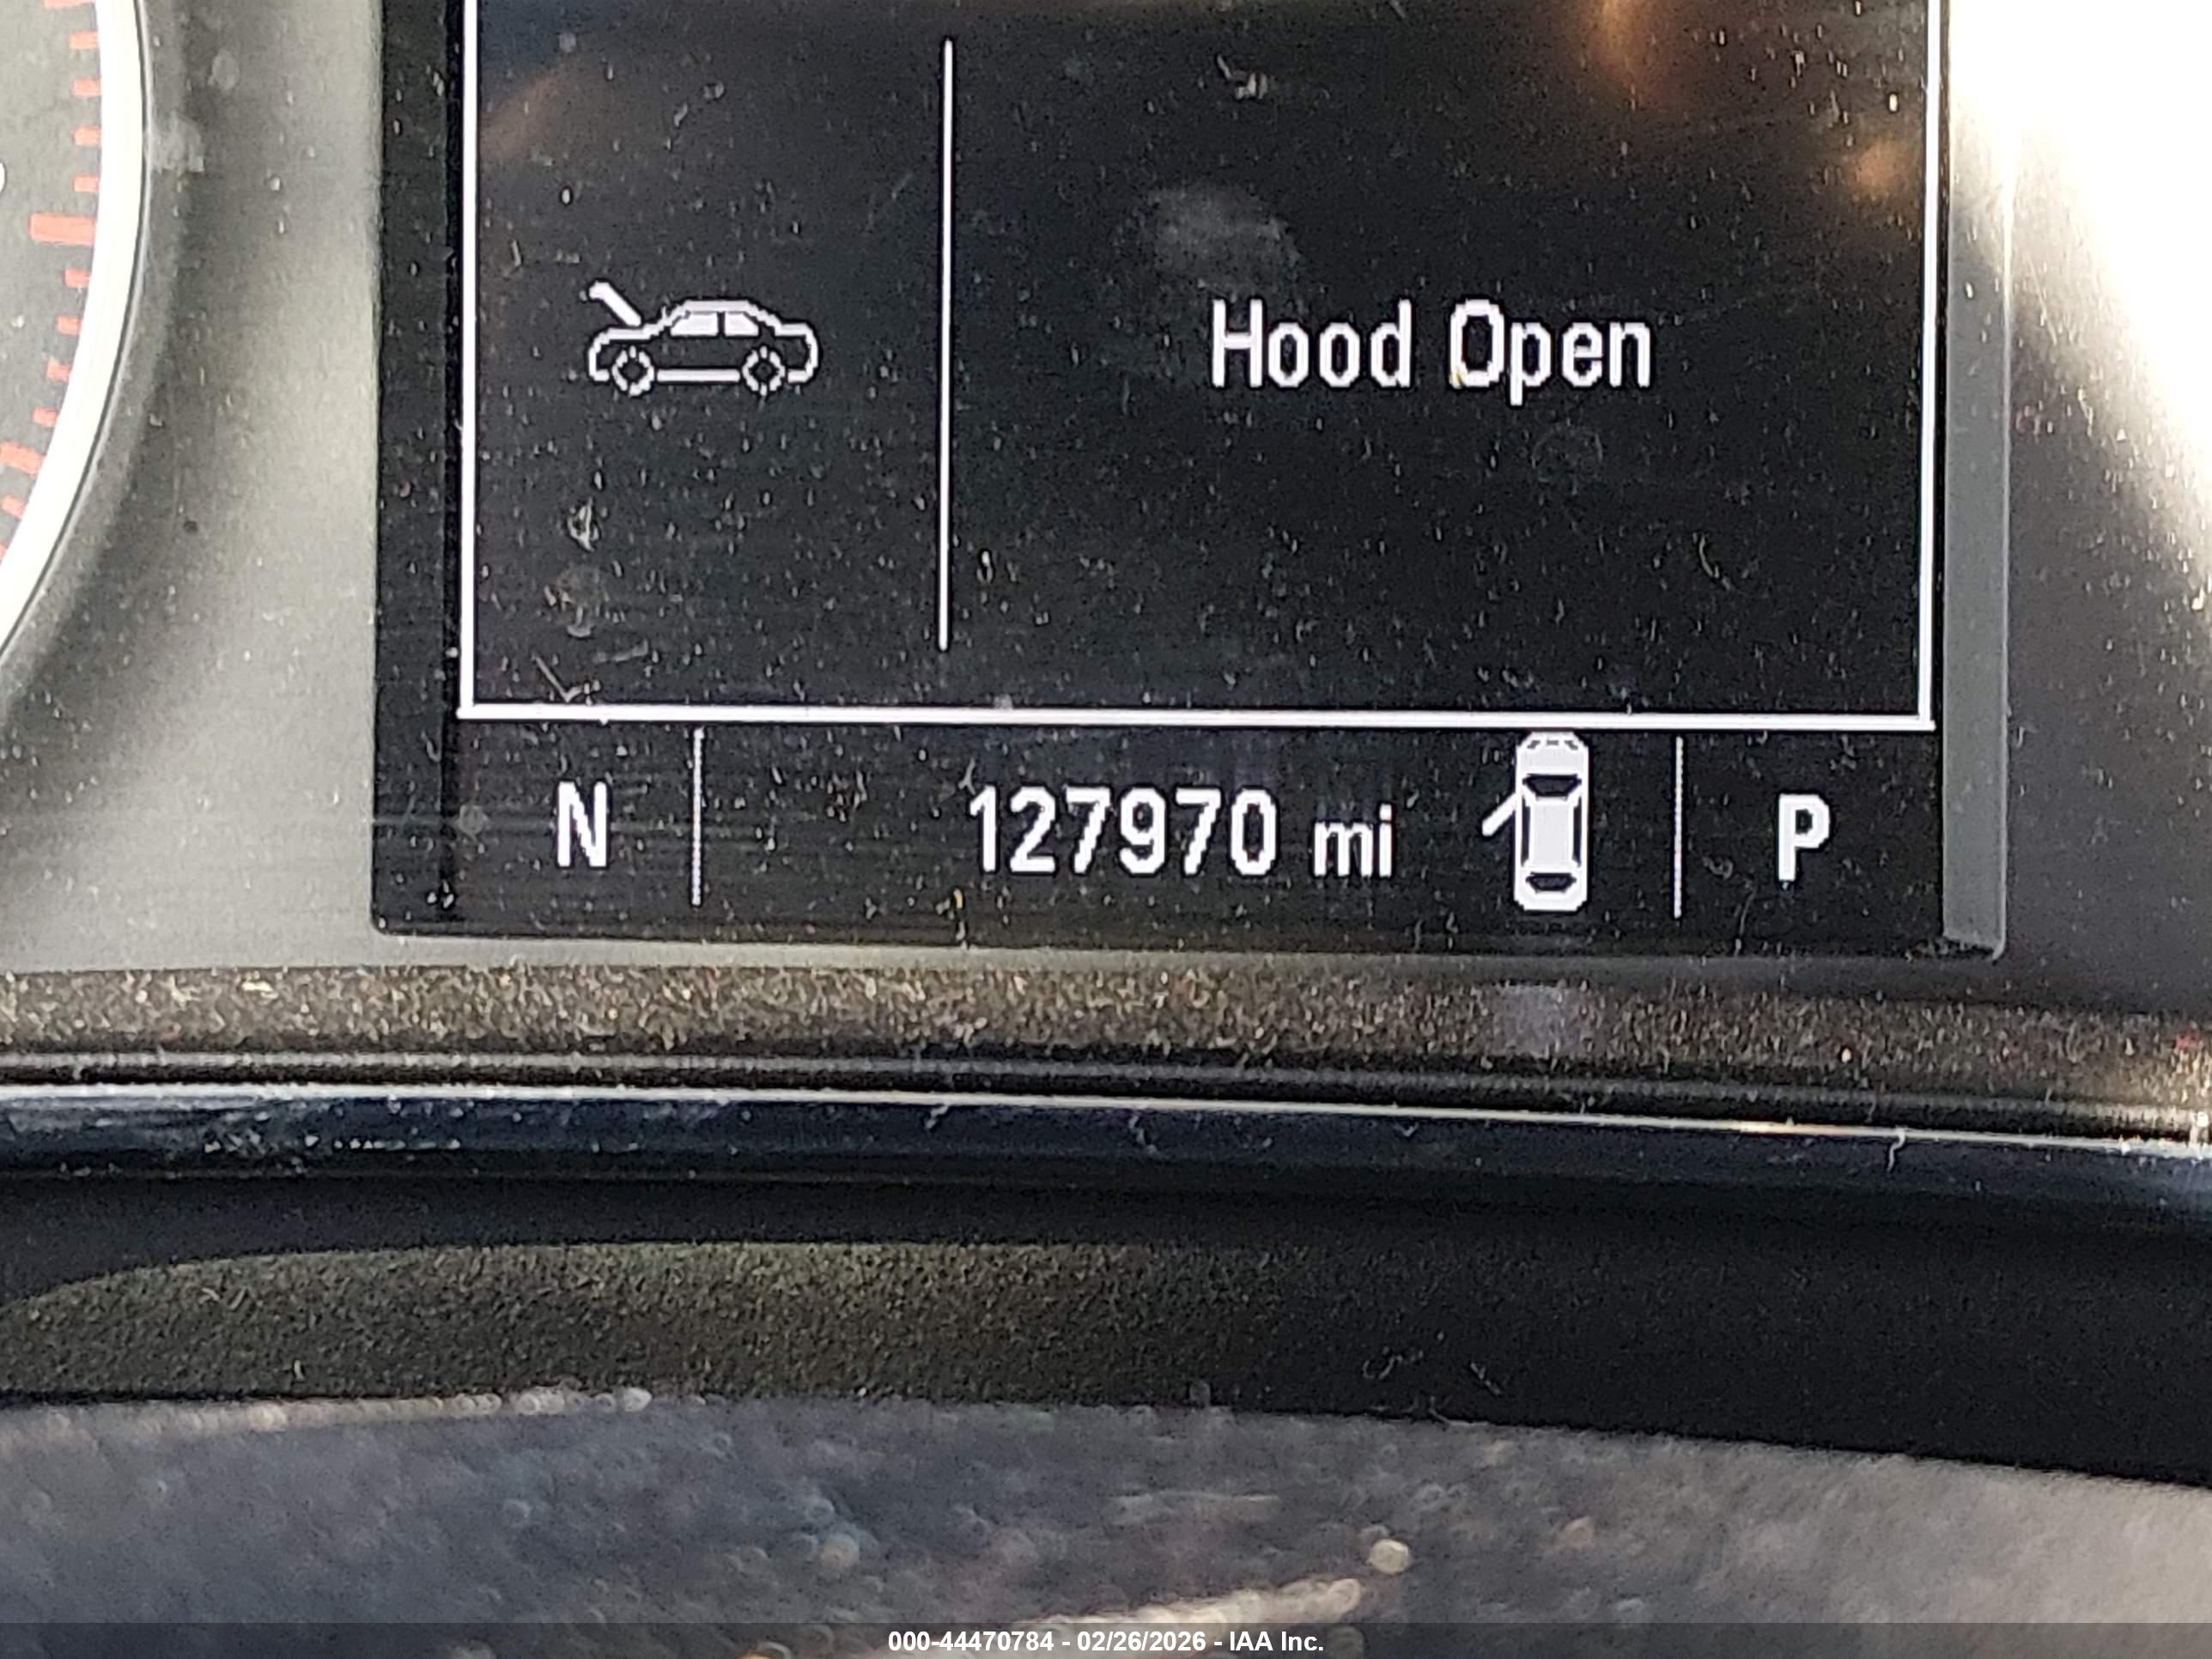 Hood Open
N 127970 mi P
000-44470784 - 02/26/2026 - IAA Inc.